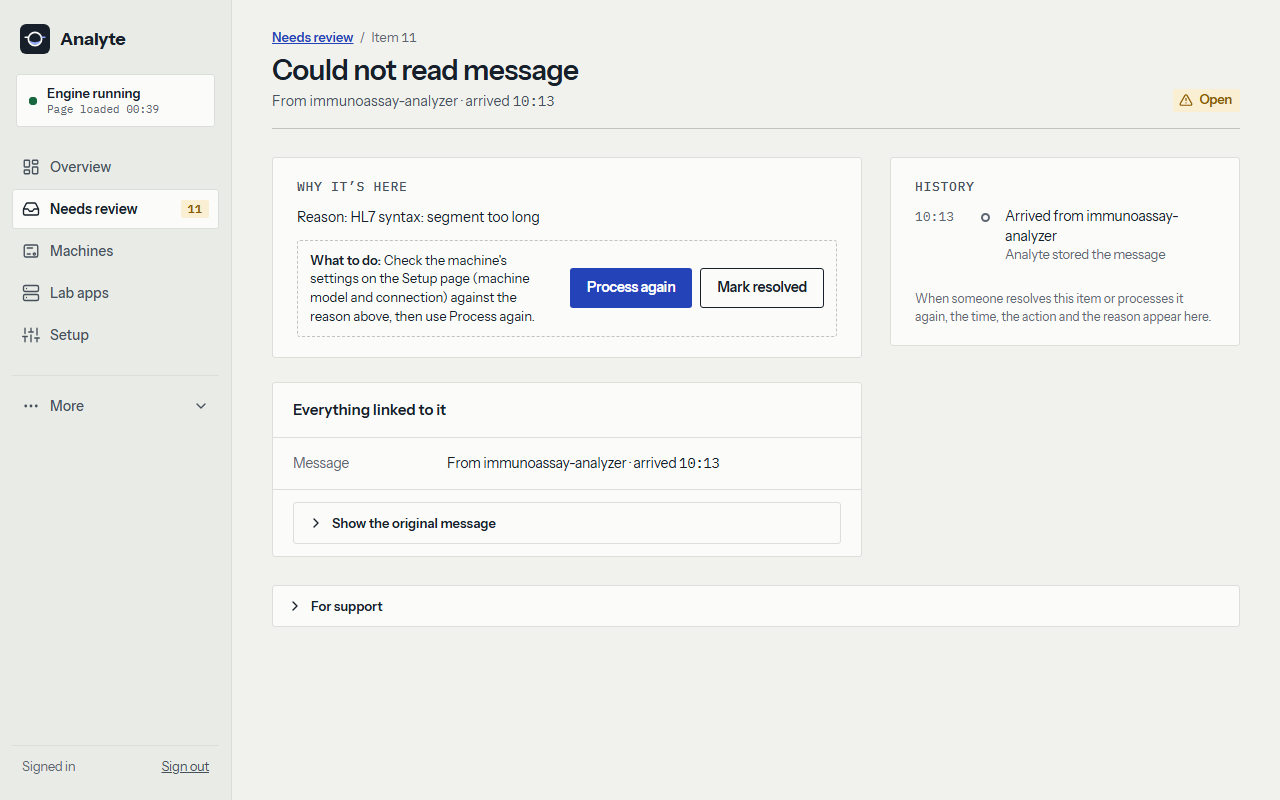 Analyte
Engine running
Page loaded 00:39
Overview
Needs review 11
Machines
Lab apps
Setup
More
Signed in Sign out
Needs review / Item 11
Could not read message
From immunoassay-analyzer · arrived 10:13
Open
WHY IT’S HERE
Reason: HL7 syntax: segment too long
What to do: Check the machine's
settings on the Setup page (machine
model and connection) against the
reason above, then use Process again.
Process again
Mark resolved
HISTORY
10:13 Arrived from immunoassay-
analyzer
Analyte stored the message
When someone resolves this item or processes it
again, the time, the action and the reason appear here.
Everything linked to it
Message From immunoassay-analyzer · arrived 10:13
Show the original message
For support